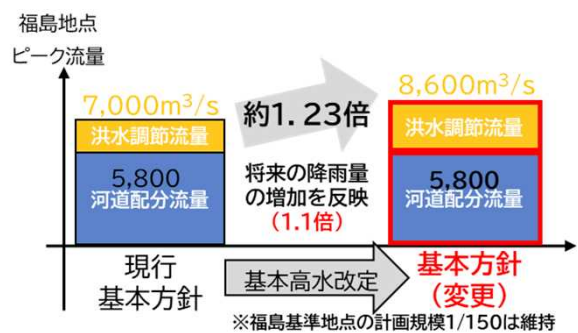 福島地点
ピーク流量
7,000m³/s
洪水調節流量
5,800
河道配分流量
現行
基本方針
約1.23倍
将来の降雨量
の増加を反映
(1.1倍)
基本高水改定
8,600m³/s
洪水調節流量
5,800
河道配分流量
基本方針
(変更)
※福島基準地点の計画規模1/150は維持